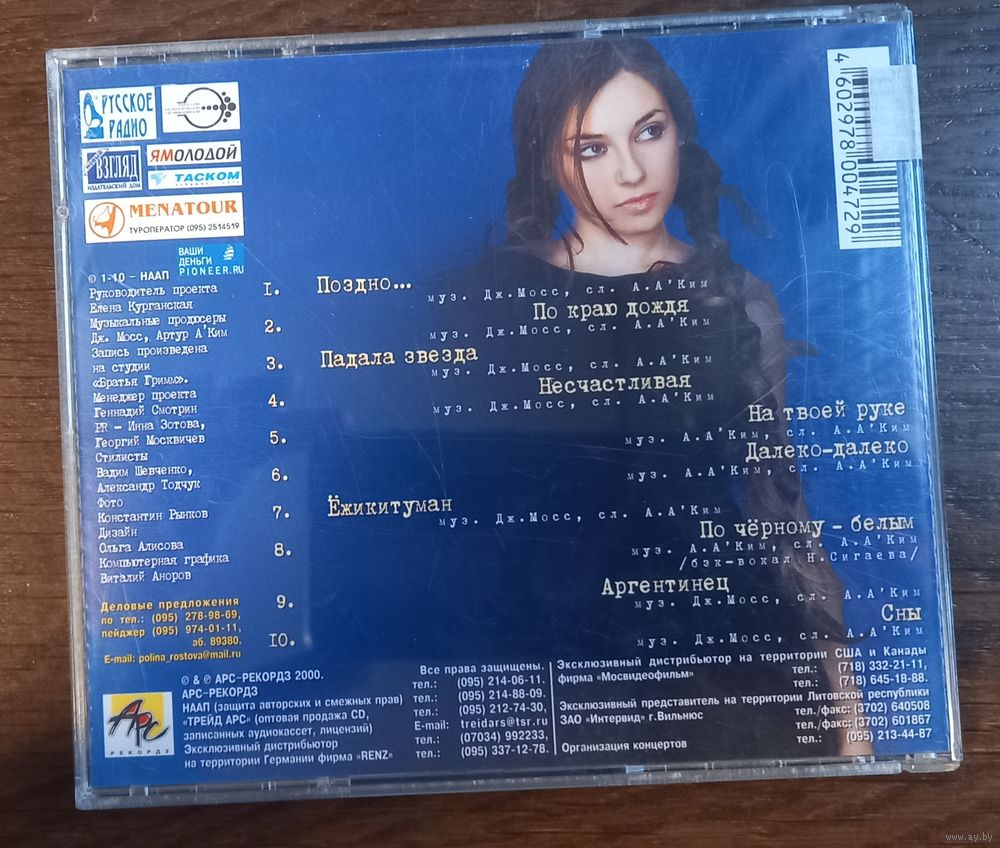 РУССКОЕ
РАДИО
НОВЫЙ
ВЗГЛЯД
ИЗДАТЕЛЬСКИЙ ДОМ
ЯМОЛОДОЙ
ТАСКОМ
MENATOUR
ТУРОПЕРАТОР (095) 2514519
ВАШИ
ДЕНЬГИ
PIONEER.RU
4 602978 004729
© 1-10 – НААП
Руководитель проекта
Елена Курганская
Музыкальные продюсеры
Дж. Мосс, Артур А'Ким
Запись произведена
на студии
«Братья Гримм».
Менеджер проекта
Геннадий Смотрин
PR – Инна Зотова,
Георгий Москвичев
Стилисты
Вадим Шевченко,
Александр Тодчук
Фото
Константин Рынков
Дизайн
Ольга Алисова
Компьютерная графика
Виталий Аноров
Деловые предложения
по тел.: (095) 278-98-69,
пейджер (095) 974-01-11,
аб. 89380.
E-mail: polina_rostova@mail.ru
1. Поздно...
муз. Дж.Мосс, сл. А.А'Ким
2. По краю дождя
муз. Дж.Мосс, сл. А.А'Ким
3. Падала звезда
муз. Дж.Мосс, сл. А.А'Ким
4. Несчастливая
муз. Дж.Мосс, сл. А.А'Ким
5. На твоей руке
муз. А.А'Ким, сл. А.А'Ким
6. Далеко-далеко
муз. А.А'Ким, сл. А.А'Ким
7. Ёжикитуман
муз. Дж.Мосс, сл. А.А'Ким
8. По чёрному – белым
муз. А.А'Ким, сл. А.А'Ким
/бэк-вокал Н.Сигаева/
9. Аргентинец
муз. Дж.Мосс, сл. А.А'Ким
10. Сны
муз. Дж.Мосс, сл. А.А'Ким
АРС
РЕКОРДЗ
© & ℗ АРС-РЕКОРДЗ 2000. Все права защищены.
АРС-РЕКОРДЗ тел.: (095) 214-06-11.
НААП (защита авторских и смежных прав) тел.: (095) 214-88-09.
«ТРЕЙД АРС» (оптовая продажа CD, тел.: (095) 212-74-30,
записанных аудиокассет, лицензий) E-mail: treidars@tsr.ru
Эксклюзивный дистрибьютор тел.: (07034) 992233,
на территории Германии фирма «RENZ» тел.: (095) 337-12-78.
Эксклюзивный дистрибьютор на территории США и Канады
фирма «Мосвидеофильм» тел.: (718) 332-21-11,
тел.: (718) 645-18-88.
Эксклюзивный представитель на территории Литовской республики
ЗАО «Интервид» г.Вильнюс тел./факс: (3702) 640508
тел./факс: (3702) 601867
Организация концертов тел.: (095) 213-44-87
www.ay.by